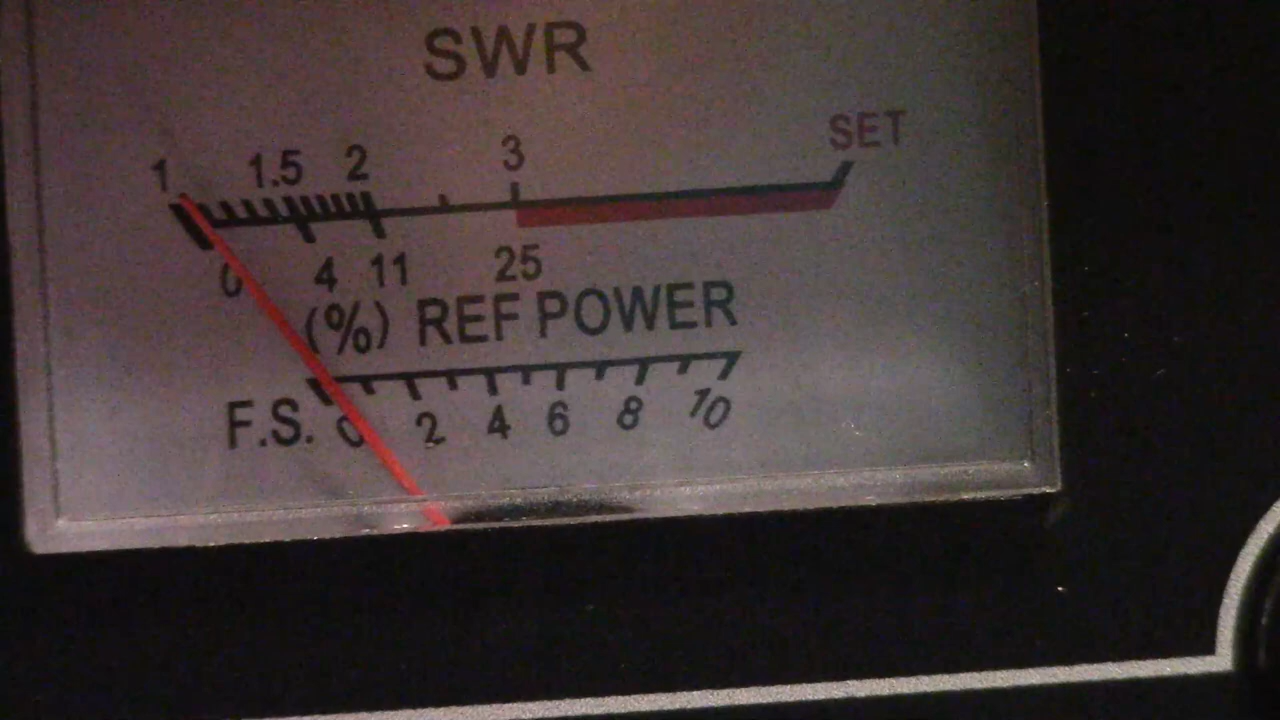 SWR
1 1.5 2 3 SET
0 4 11 25
(%) REF POWER
F.S. 0 2 4 6 8 10